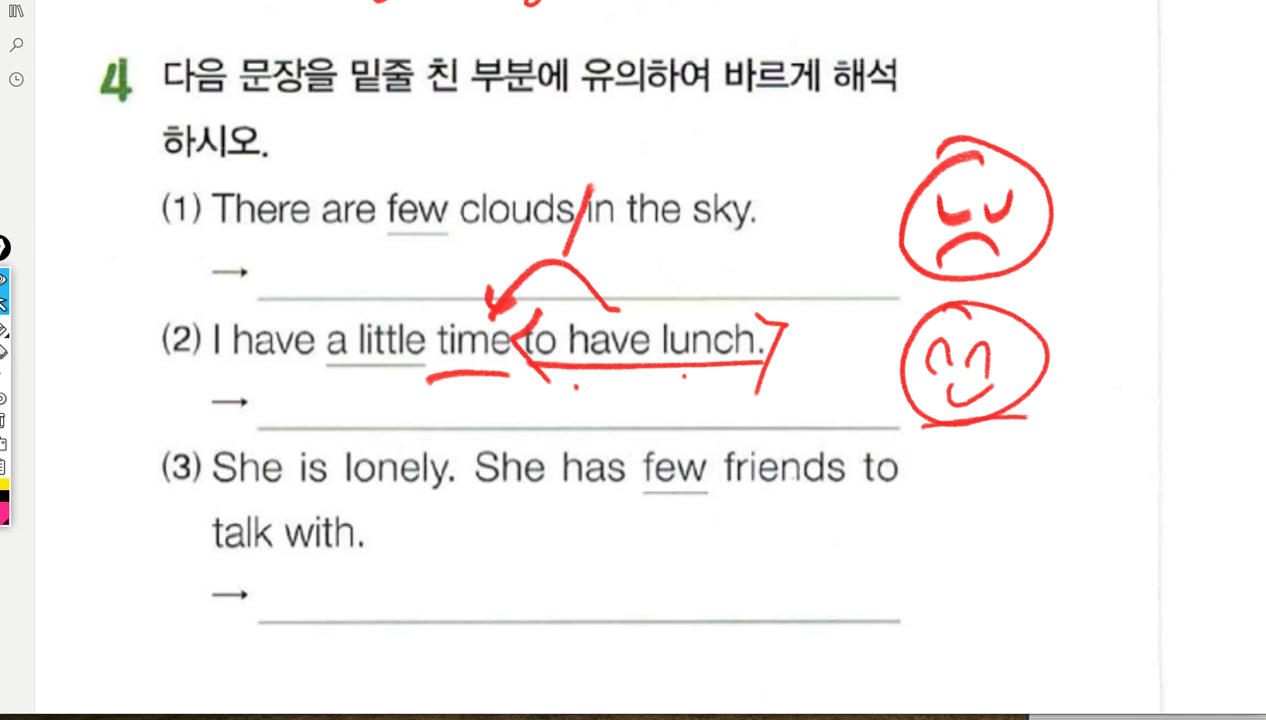 4 다음 문장을 밑줄 친 부분에 유의하여 바르게 해석
하시오.
(1) There are few clouds in the sky.
→
(2) I have a little time to have lunch.
→
(3) She is lonely. She has few friends to
talk with.
→